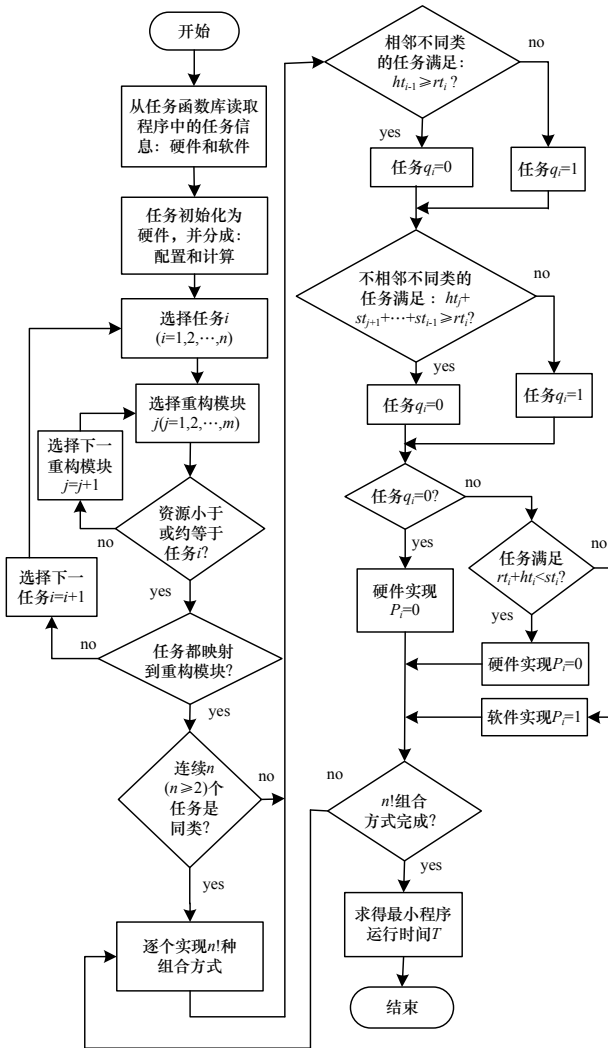 开始
从任务函数库读取
程序中的任务信
息：硬件和软件
任务初始化为
硬件，并分成：
配置和计算
选择任务i
(i=1,2,⋯,n)
选择重构模块
j(j=1,2,⋯,m)
选择下一
重构模块
j=j+1
资源小于
或约等于
任务i?
no
yes
选择下一
任务i=i+1
任务都映射
到重构模块?
no
yes
连续n
(n≥2)个
任务是
同类?
no
yes
逐个实现n!种
组合方式
相邻不同类
的任务满足：
ht_{i-1}≥rt_i?
no
yes
任务q_i=0
任务q_i=1
不相邻不同类的
任务满足：ht_j+
st_{j+1}+⋯+st_{i-1}≥rt_i?
no
yes
任务q_i=0
任务q_i=1
任务q_i=0?
no
yes
任务满足
rt_i+ht_i<st_i?
no
yes
硬件实现
P_i=0
硬件实现P_i=0
软件实现P_i=1
n!组合
方式完成?
no
yes
求得最小程序
运行时间T
结束